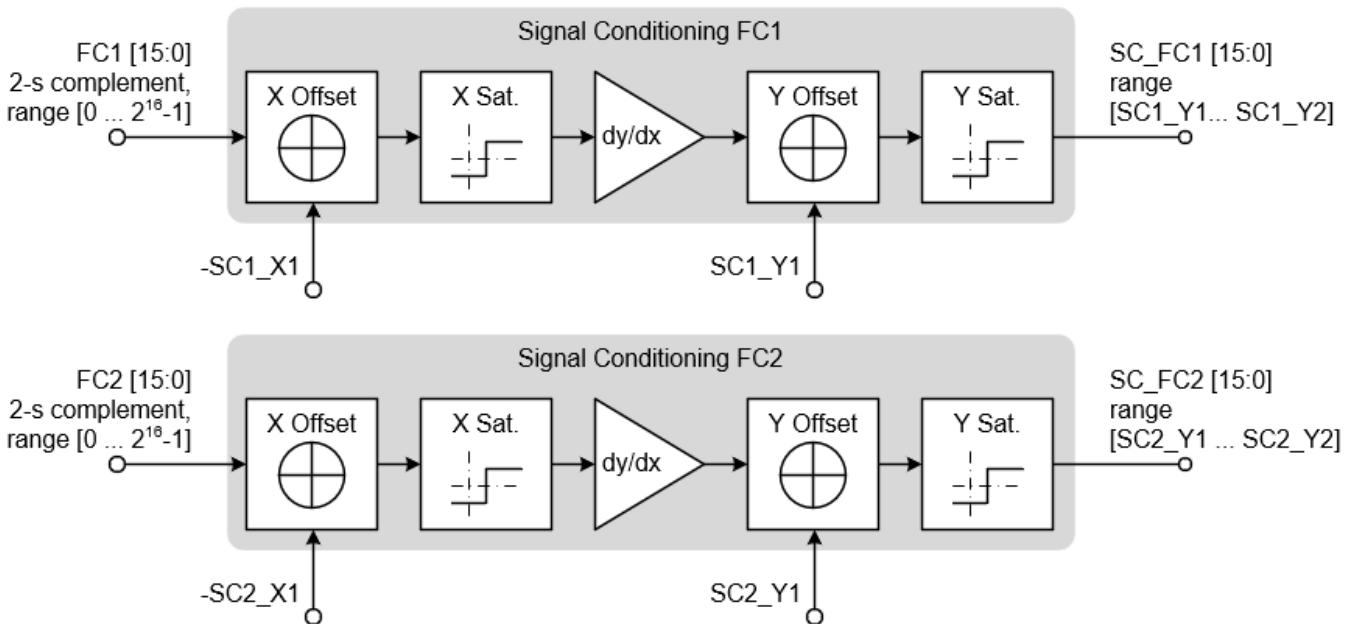 Signal Conditioning FC1
FC1 [15:0]
2-s complement,
range [0 ... 2¹⁶-1]
X Offset
X Sat.
dy/dx
Y Offset
Y Sat.
SC_FC1 [15:0]
range
[SC1_Y1... SC1_Y2]
-SC1_X1
SC1_Y1
Signal Conditioning FC2
FC2 [15:0]
2-s complement,
range [0 ... 2¹⁶-1]
X Offset
X Sat.
dy/dx
Y Offset
Y Sat.
SC_FC2 [15:0]
range
[SC2_Y1 ... SC2_Y2]
-SC2_X1
SC2_Y1